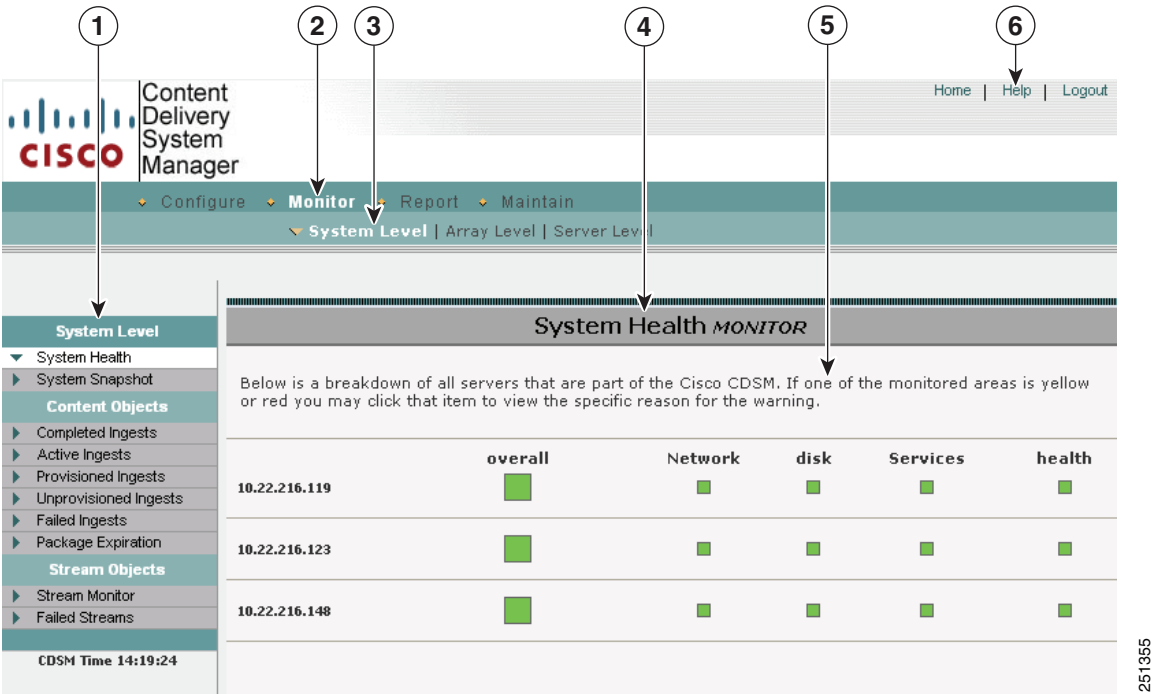 1 2 3 4 5 6
Content
Delivery
System
Manager
CISCO
Home | Help | Logout
Configure Monitor Report Maintain
System Level | Array Level | Server Level
System Level
System Health
System Snapshot
Content Objects
Completed Ingests
Active Ingests
Provisioned Ingests
Unprovisioned Ingests
Failed Ingests
Package Expiration
Stream Objects
Stream Monitor
Failed Streams
CDSM Time 14:19:24
System Health MONITOR
Below is a breakdown of all servers that are part of the Cisco CDSM. If one of the monitored areas is yellow
or red you may click that item to view the specific reason for the warning.
overall Network disk Services health
10.22.216.119
10.22.216.123
10.22.216.148
251355